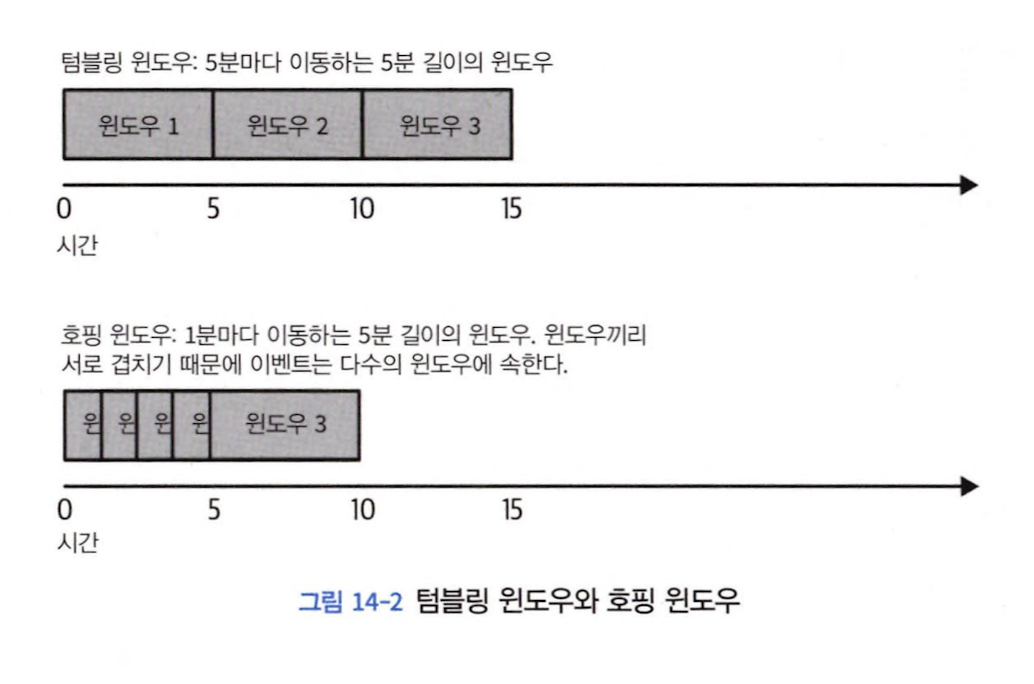 텀블링 윈도우: 5분마다 이동하는 5분 길이의 윈도우
윈도우 1 윈도우 2 윈도우 3
0 5 10 15
시간
호핑 윈도우: 1분마다 이동하는 5분 길이의 윈도우. 윈도우끼리
서로 겹치기 때문에 이벤트는 다수의 윈도우에 속한다.
윈 윈 윈 윈 윈도우 3
0 5 10 15
시간
그림 14-2 텀블링 윈도우와 호핑 윈도우